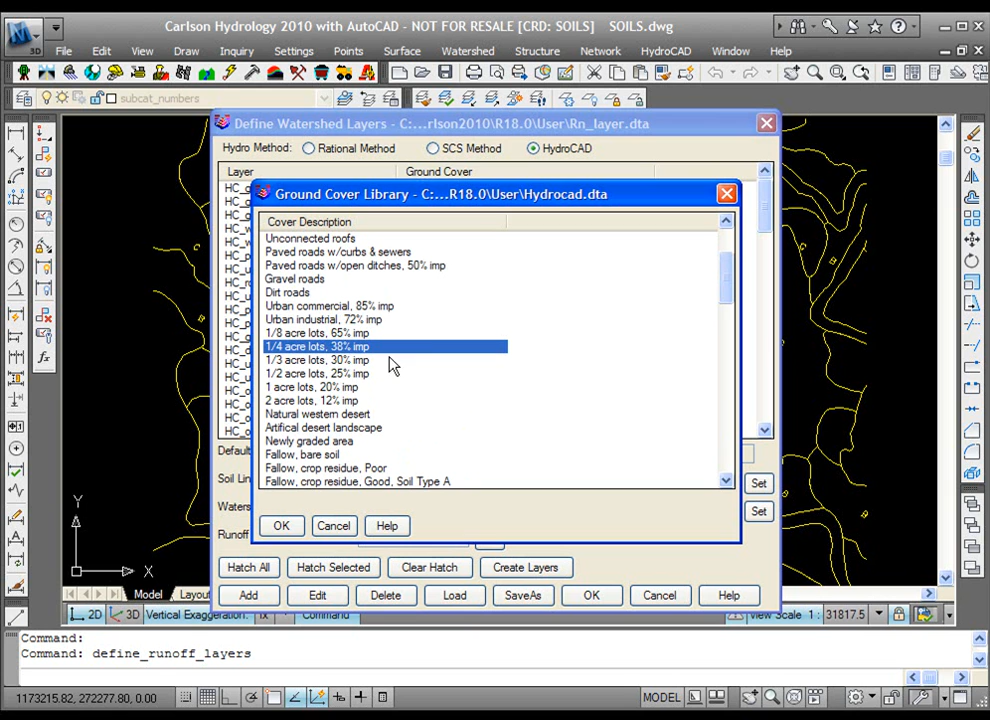 Carlson Hydrology 2010 with AutoCAD - NOT FOR RESALE [CRD: SOILS] SOILS.dwg
3D
File Edit View Draw Inquiry Settings Points Surface Watershed Structure Network HydroCAD Window Help
subcat_numbers
Define Watershed Layers - C:...rlson2010\R18.0\User\Rn_layer.dta
Hydro Method: Rational Method SCS Method HydroCAD
Layer Ground Cover
Ground Cover Library - C:...R18.0\User\Hydrocad.dta
Cover Description
Unconnected roofs
Paved roads w/curbs & sewers
Paved roads w/open ditches, 50% imp
Gravel roads
Dirt roads
Urban commercial, 85% imp
Urban industrial, 72% imp
1/8 acre lots, 65% imp
1/4 acre lots, 38% imp
1/3 acre lots, 30% imp
1/2 acre lots, 25% imp
1 acre lots, 20% imp
2 acre lots, 12% imp
Natural western desert
Artifical desert landscape
Newly graded area
Fallow, bare soil
Fallow, crop residue, Poor
Fallow, crop residue, Good, Soil Type A
Default
Soil Lin
Set
Waters
Set
OK Cancel Help
Runoff
Hatch All Hatch Selected Clear Hatch Create Layers
Add Edit Delete Load SaveAs OK Cancel Help
Y
X
Model Layou
2D 3D Vertical Exaggeration: View Scale 1 : 31817.5
Command:
Command: define_runoff_layers
1173215.82, 272277.80, 0.00 MODEL